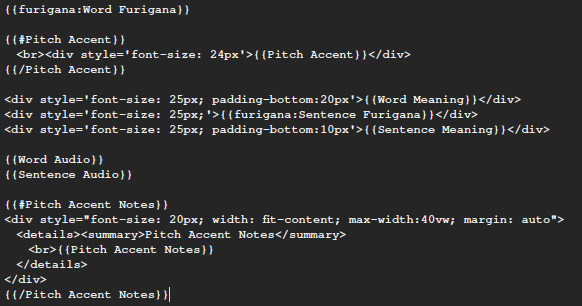 {{furigana:Word Furigana}}
{{#Pitch Accent}}
<br><div style='font-size: 24px'>{{Pitch Accent}}</div>
{{/Pitch Accent}}
<div style='font-size: 25px; padding-bottom:20px'>{{Word Meaning}}</div>
<div style='font-size: 25px;'>{{furigana:Sentence Furigana}}</div>
<div style='font-size: 25px; padding-bottom:10px'>{{Sentence Meaning}}</div>
{{Word Audio}}
{{Sentence Audio}}
{{#Pitch Accent Notes}}
<div style="font-size: 20px; width: fit-content; max-width:40vw; margin: auto">
<details><summary>Pitch Accent Notes</summary>
<br>{{Pitch Accent Notes}}
</details>
</div>
{{/Pitch Accent Notes}}